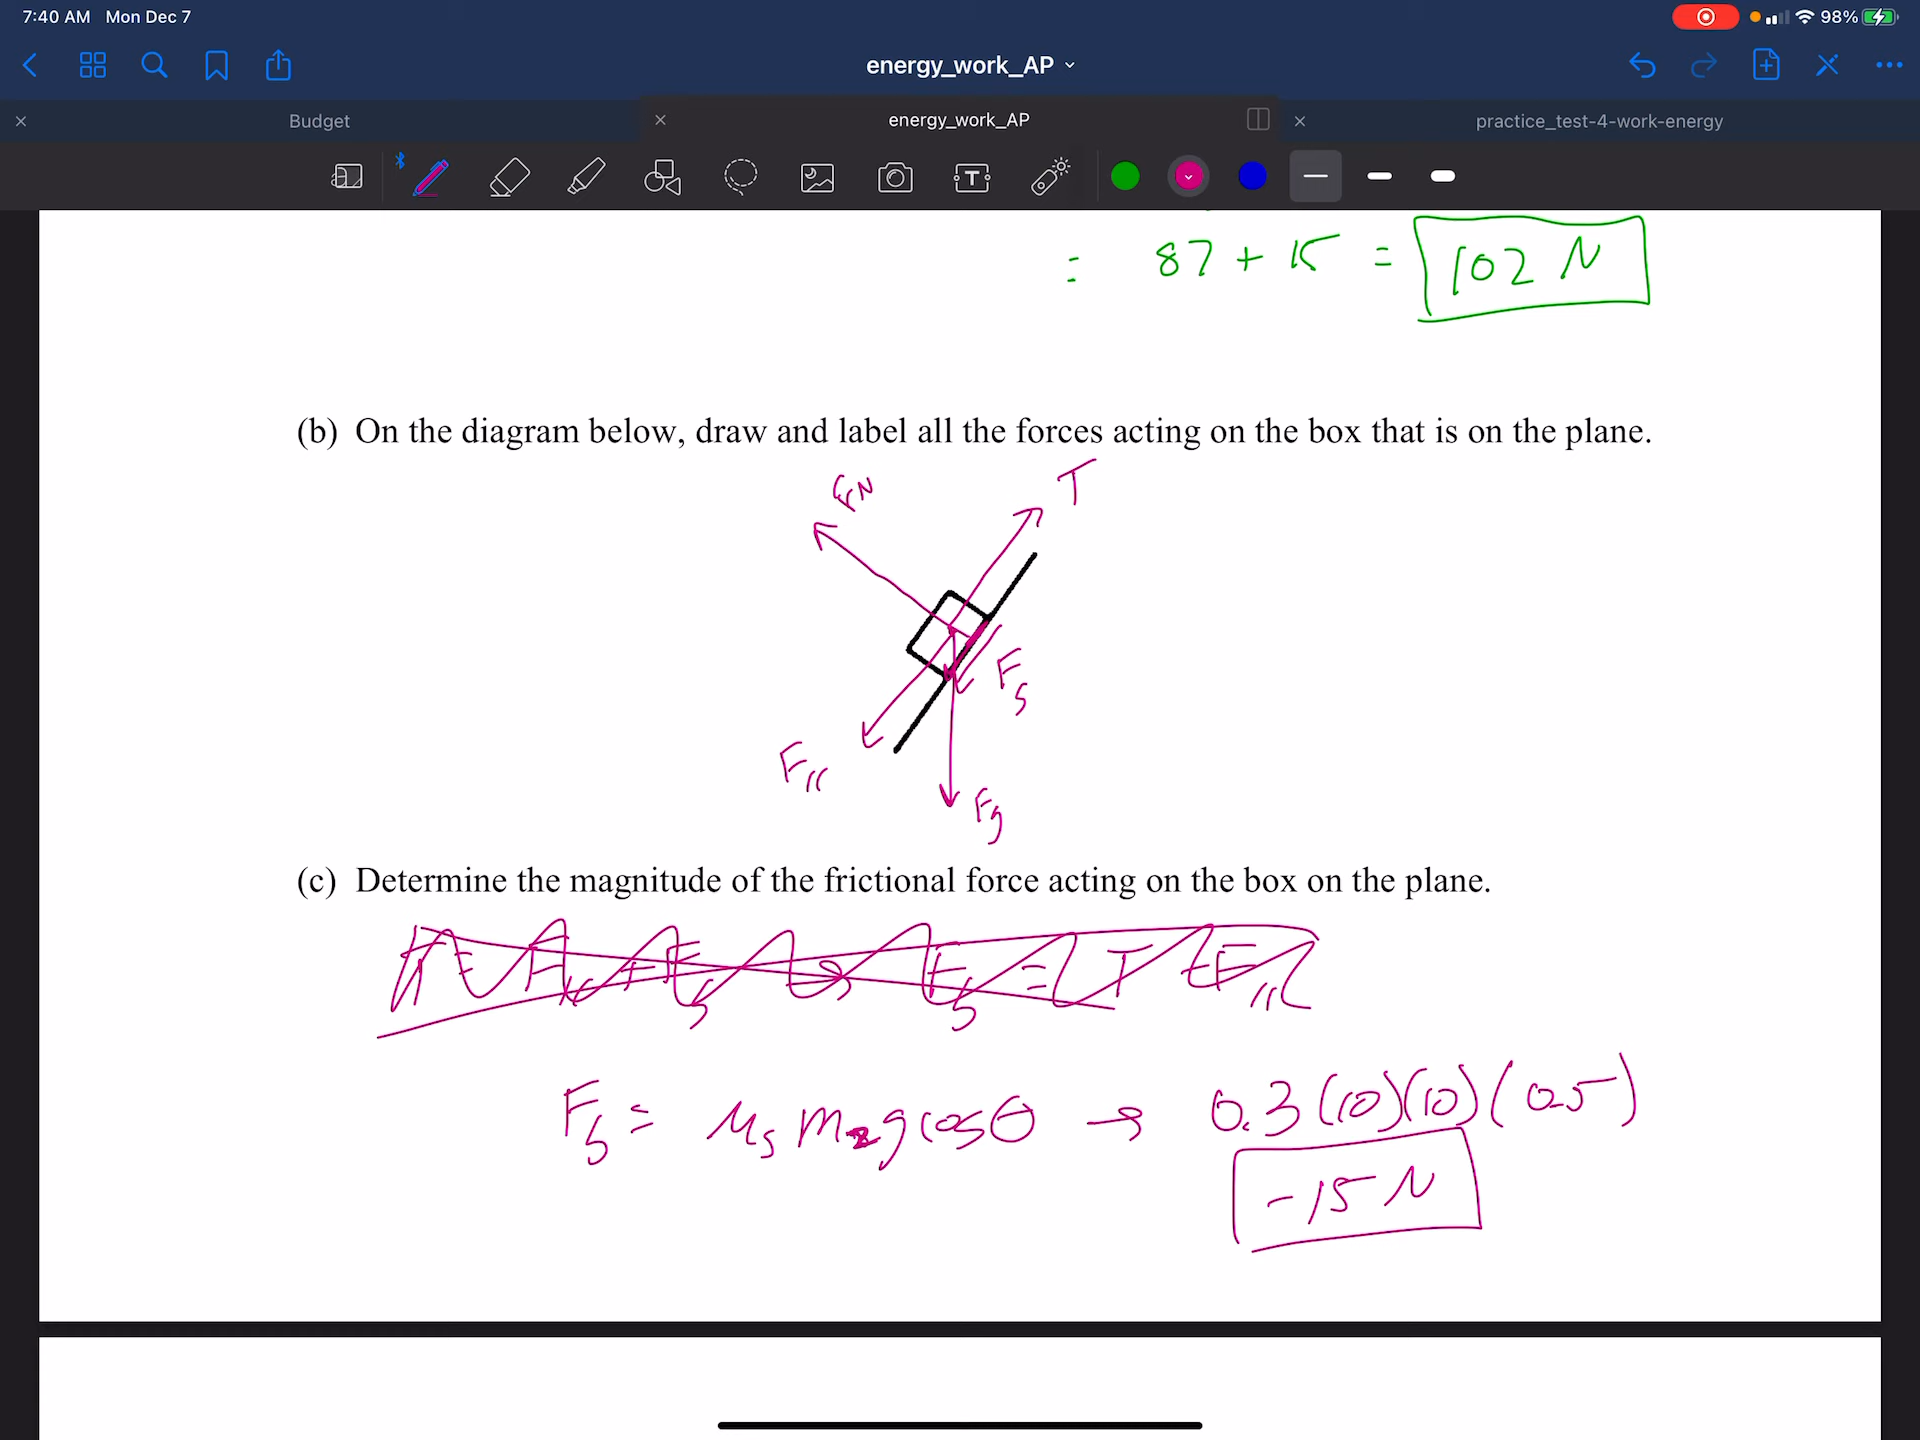 7:40 AM Mon Dec 7
98%
energy_work_AP
Budget
energy_work_AP
practice_test-4-work-energy
T
= 87 + 15 = 102 N
(b) On the diagram below, draw and label all the forces acting on the box that is on the plane.
FN
T
Fs
F//
Fg
(c) Determine the magnitude of the frictional force acting on the box on the plane.
Fs = μs m2 g cosθ → 0.3 (10)(10)(0.5)
-15 N